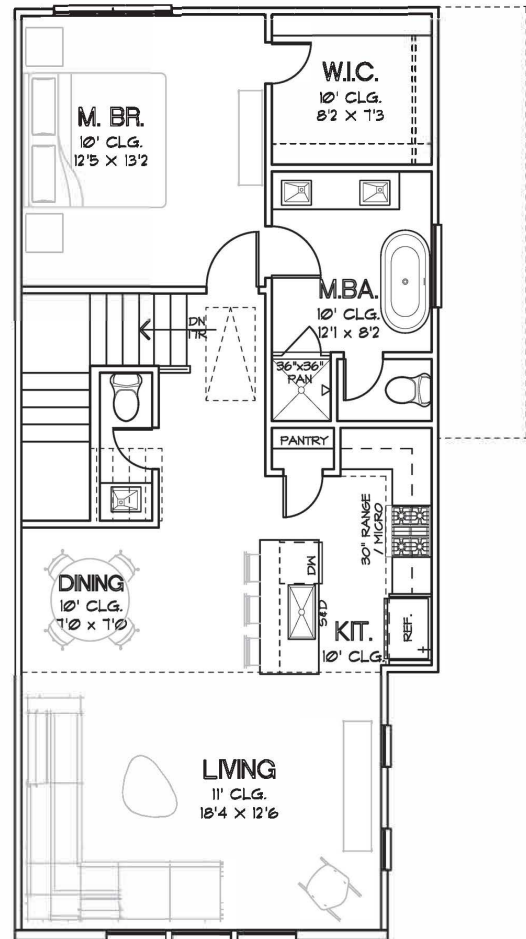 M. BR.
10' CLG.
12'5 X 13'2
W.I.C.
10' CLG.
8'2 X 7'3
M.BA.
10' CLG.
12'1 X 8'2
DN
17R
36"x36"
PAN
PANTRY
30" RANGE
/ MICRO
DW
S&D
REF.
KIT.
10' CLG.
DINING
10' CLG.
7'0 X 7'0
LIVING
11' CLG.
18'4 X 12'6